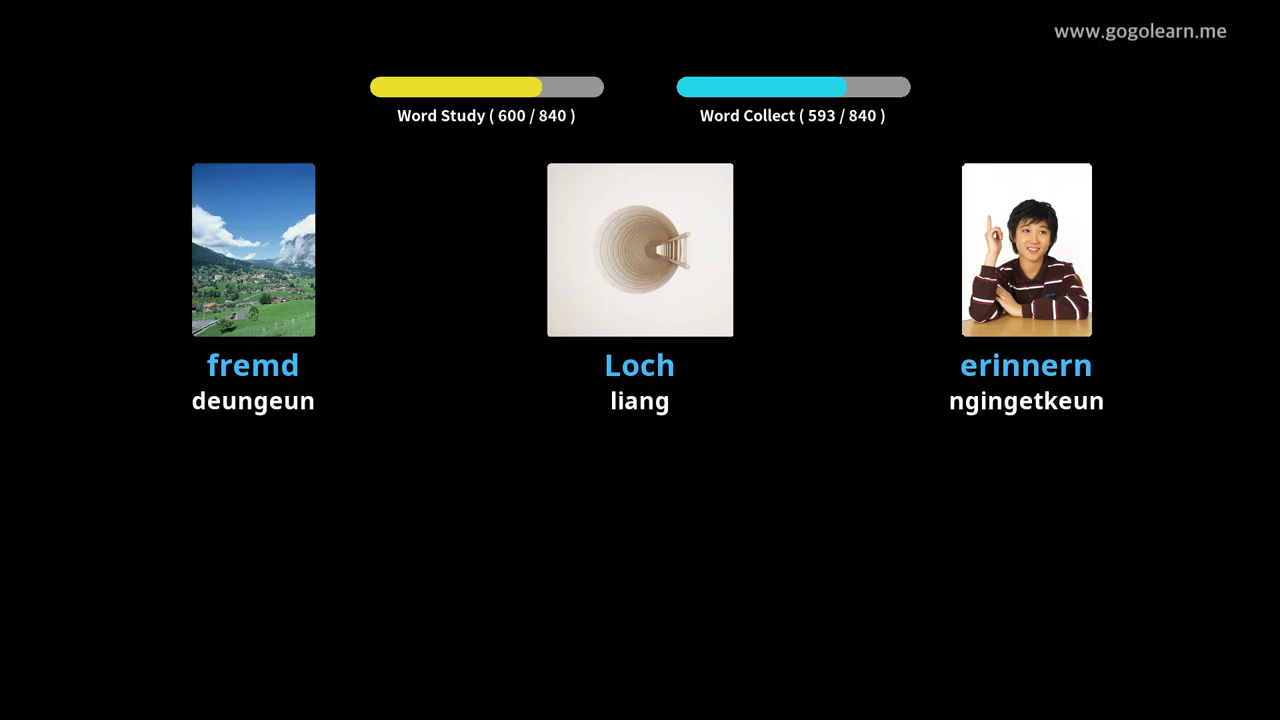 www.gogolearn.me
Word Study ( 600 / 840 )
Word Collect ( 593 / 840 )
fremd
deungeun
Loch
liang
erinnern
ngingetkeun